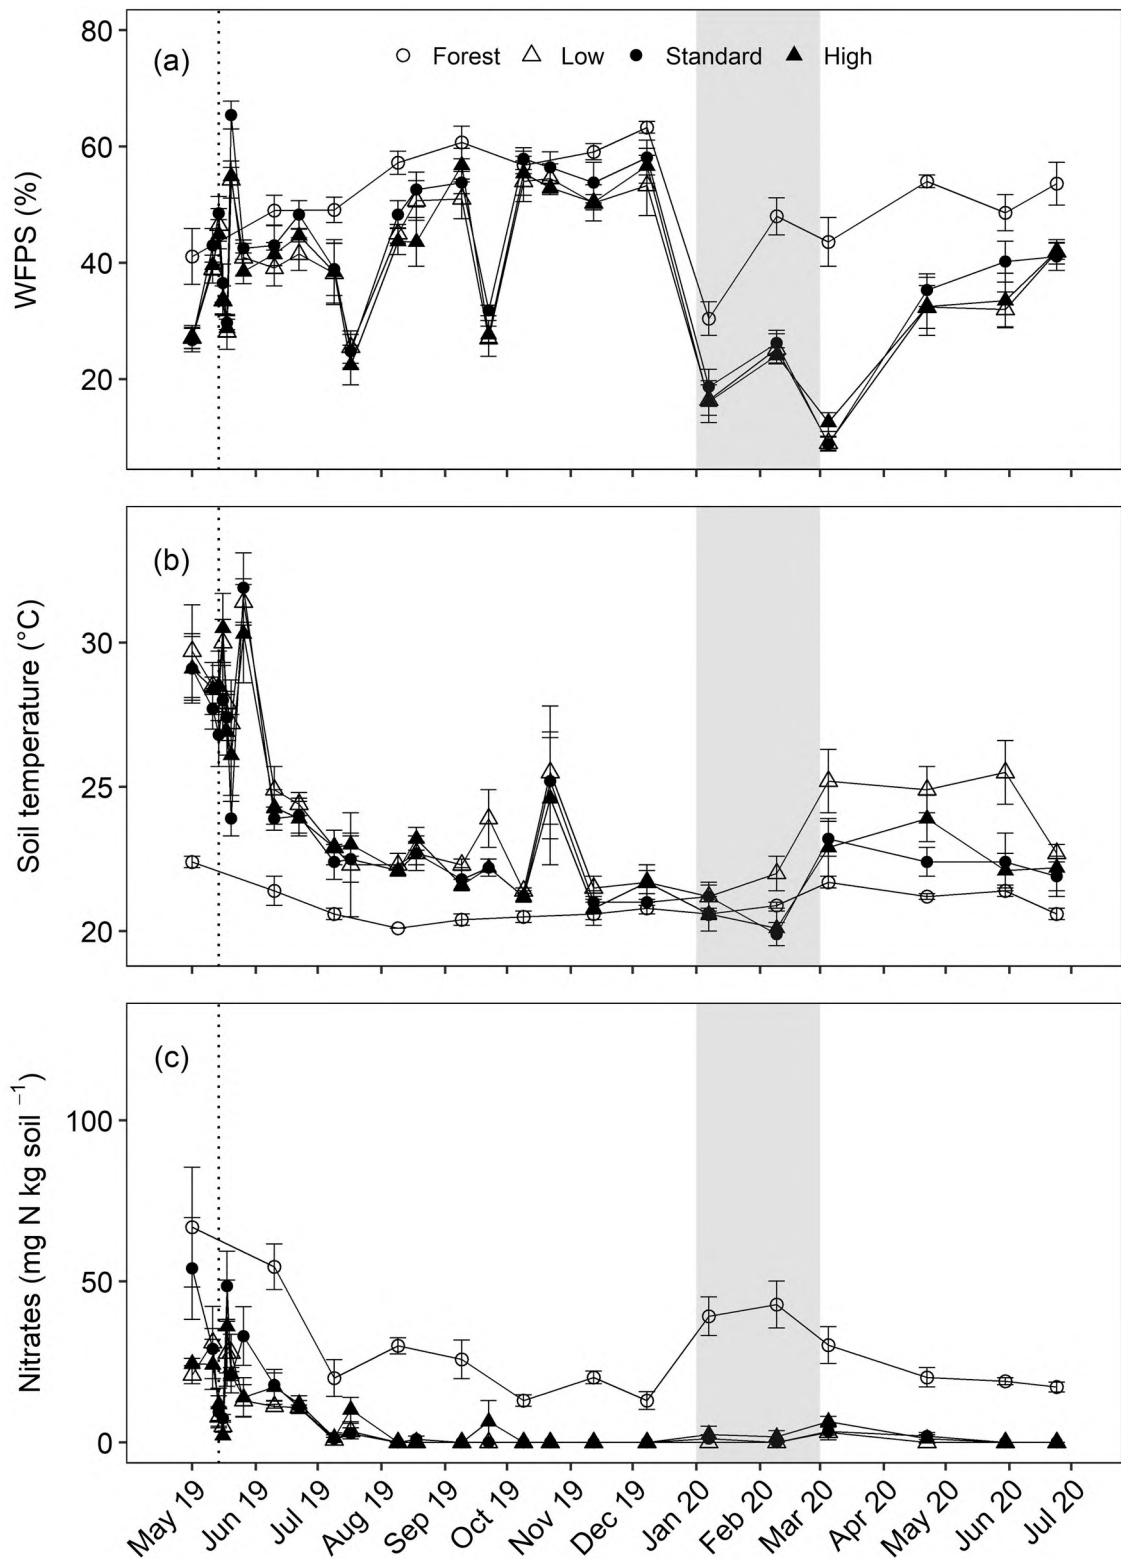 (a)
Forest Low Standard High
WFPS (%)
80
60
40
20
(b)
Soil temperature (°C)
30
25
20
(c)
Nitrates (mg N kg soil ⁻¹)
100
50
0
May 19 Jun 19 Jul 19 Aug 19 Sep 19 Oct 19 Nov 19 Dec 19 Jan 20 Feb 20 Mar 20 Apr 20 May 20 Jun 20 Jul 20